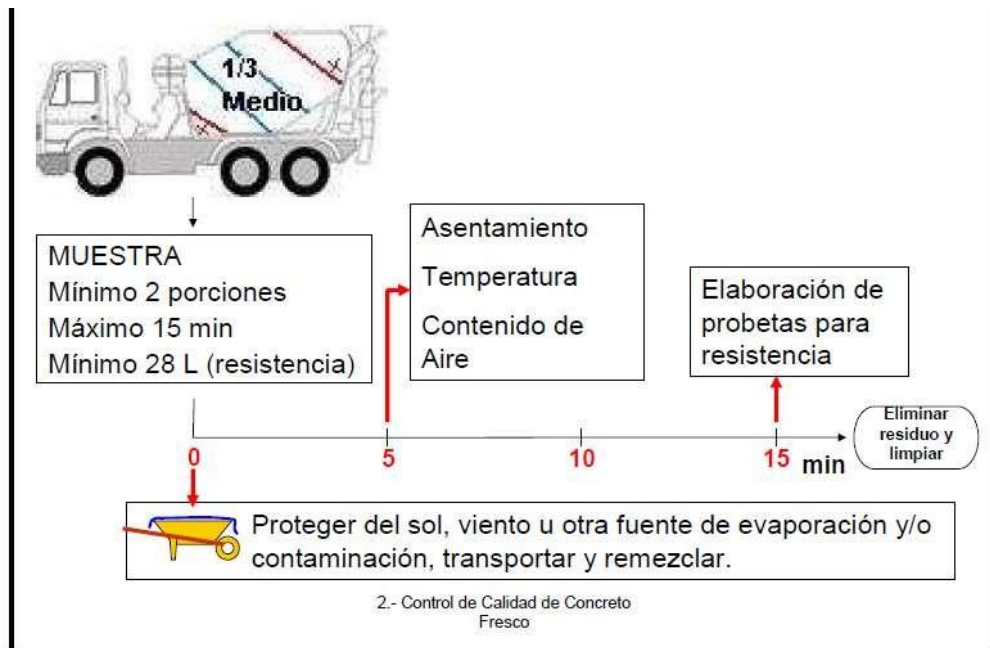 1/3
Medio
MUESTRA
Mínimo 2 porciones
Máximo 15 min
Mínimo 28 L (resistencia)
Asentamiento
Temperatura
Contenido de
Aire
Elaboración de
probetas para
resistencia
0
5
10
15 min
Eliminar
residuo y
limpiar
Proteger del sol, viento u otra fuente de evaporación y/o
contaminación, transportar y remezclar.
2.- Control de Calidad de Concreto
Fresco